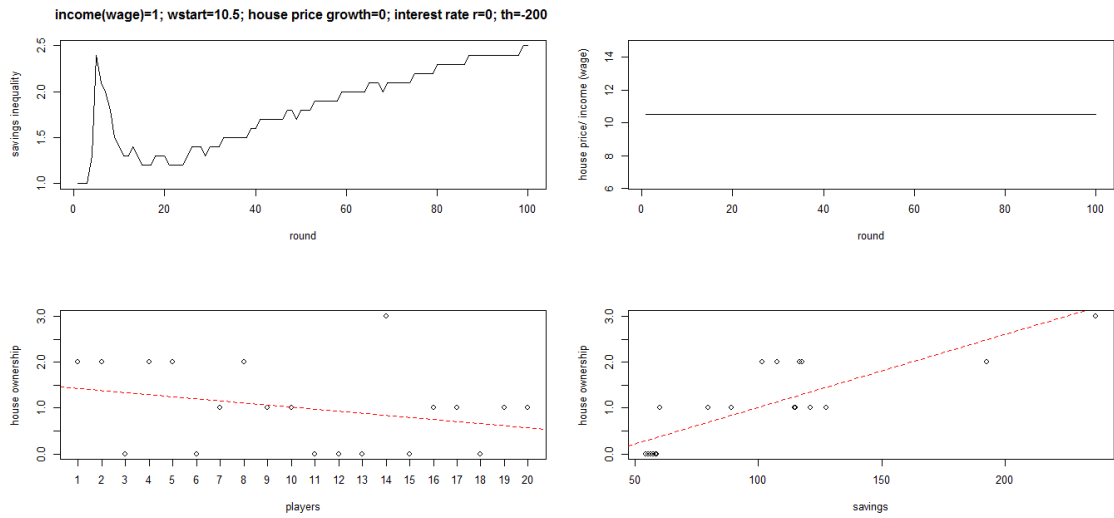 income(wage)=1; wstart=10.5; house price growth=0; interest rate r=0; th=-200
savings inequality
2.5
2.0
1.5
1.0
0 20 40 60 80 100
round
house price/ income (wage)
14
12
10
8
6
0 20 40 60 80 100
round
house ownership
3.0
2.0
1.0
0.0
1 2 3 4 5 6 7 8 9 10 11 12 13 14 15 16 17 18 19 20
players
house ownership
3.0
2.0
1.0
0.0
50 100 150 200
savings